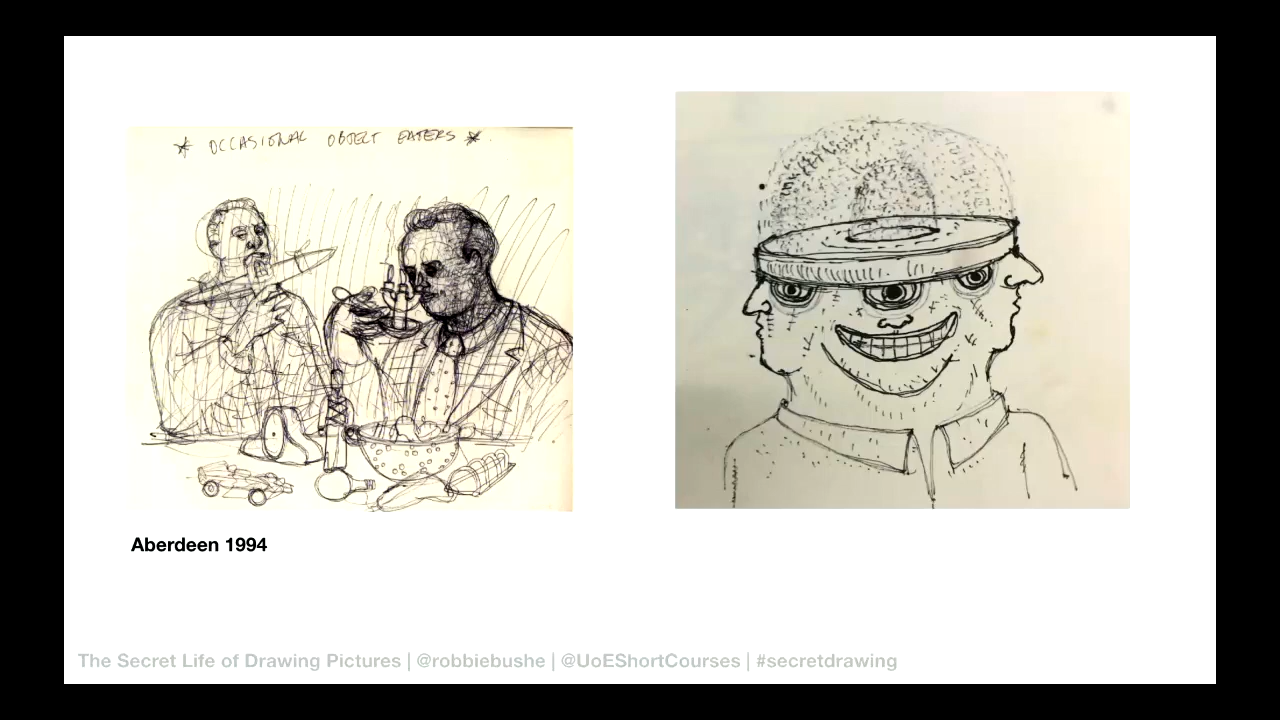 * OCCASIONAL OBJECT EATERS *
Aberdeen 1994
The Secret Life of Drawing Pictures | @robbiebushe | @UoEShortCourses | #secretdrawing